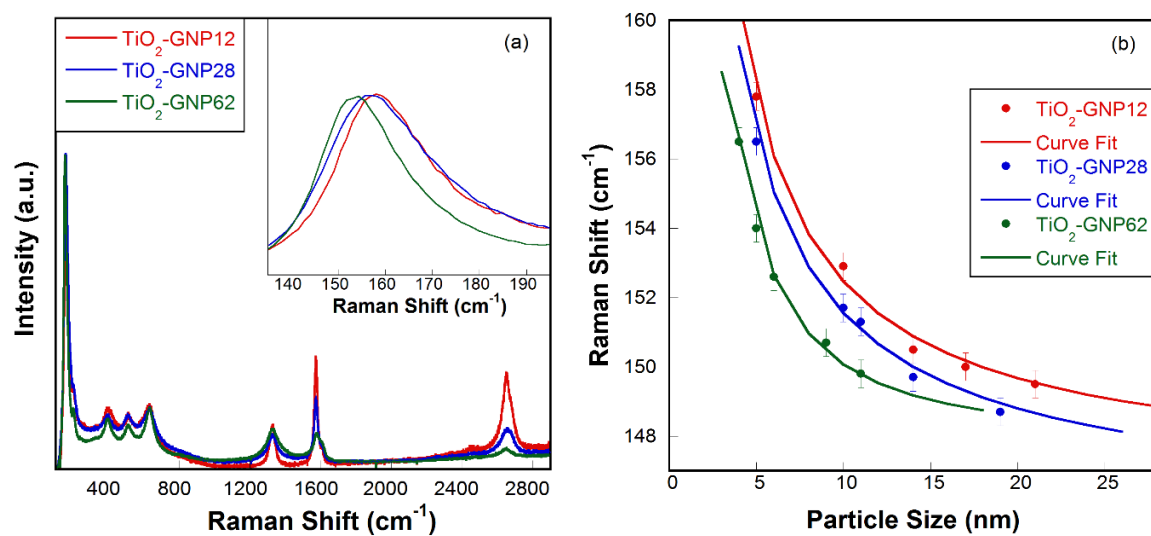 TiO₂-GNP12
TiO₂-GNP28
TiO₂-GNP62
(a)
140 150 160 170 180 190
Raman Shift (cm⁻¹)
Intensity (a.u.)
400 800 1200 1600 2000 2400 2800
Raman Shift (cm⁻¹)
(b)
TiO₂-GNP12
Curve Fit
TiO₂-GNP28
Curve Fit
TiO₂-GNP62
Curve Fit
Raman Shift (cm⁻¹)
160
158
156
154
152
150
148
0 5 10 15 20 25
Particle Size (nm)